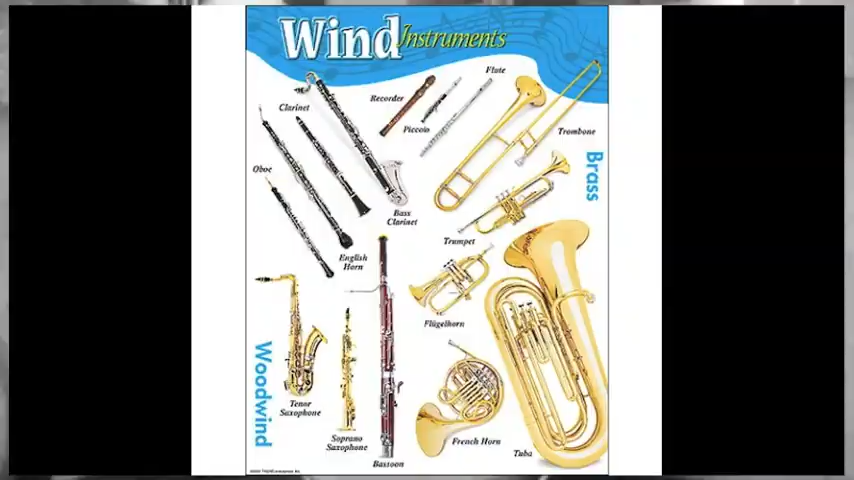 Wind Instruments
Flute
Recorder
Clarinet
Piccolo
Trombone
Brass
Oboe
Bass
Clarinet
Trumpet
English
Horn
Flügelhorn
Woodwind
Tenor
Saxophone
Soprano
Saxophone
French Horn
Tuba
Bassoon